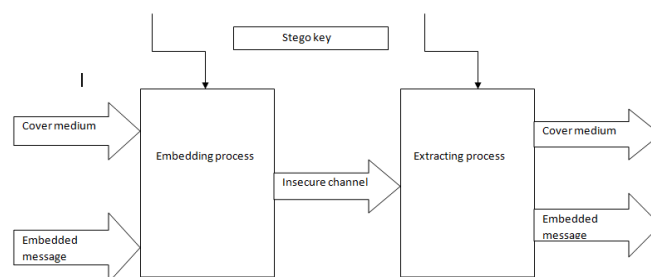 Stego key
Cover medium
Embedding process
Insecure channel
Extracting process
Cover medium
Embedded
message
Embedded
message